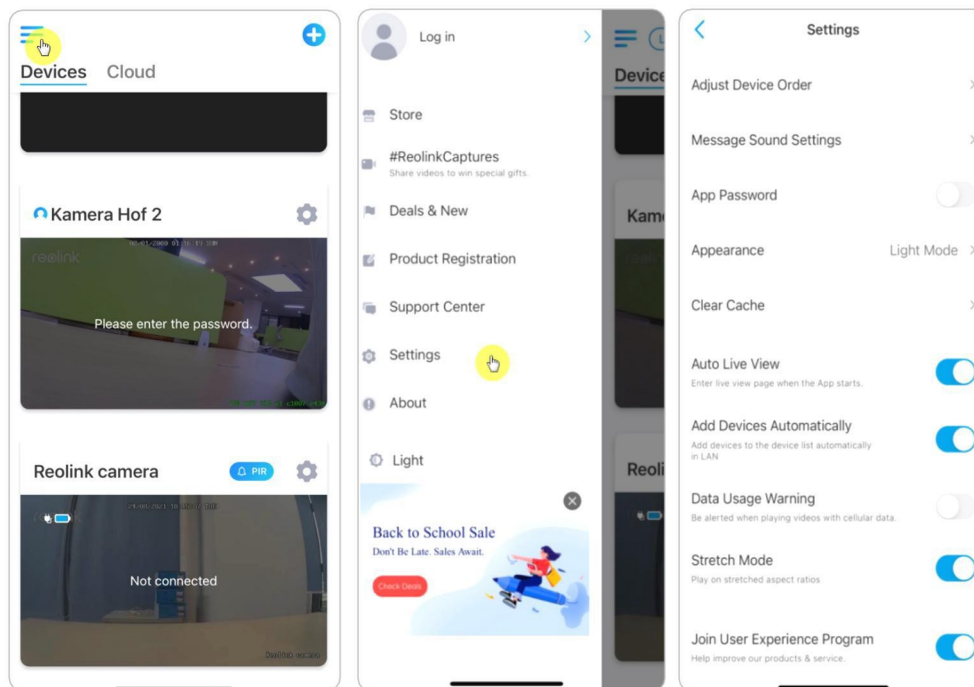 Devices Cloud
Kamera Hof 2
reolink
Please enter the password.
Reolink camera
PIR
Not connected
Reolink camera
Log in
Store
#ReolinkCaptures
Share videos to win special gifts.
Deals & New
Product Registration
Support Center
Settings
About
Light
Back to School Sale
Don't Be Late. Sales Await.
Check Deals
Device
Kam
Reoli
Settings
Adjust Device Order
Message Sound Settings
App Password
Appearance Light Mode
Clear Cache
Auto Live View
Enter live view page when the App starts.
Add Devices Automatically
Add devices to the device list automatically
in LAN
Data Usage Warning
Be alerted when playing videos with cellular data.
Stretch Mode
Play on stretched aspect ratios
Join User Experience Program
Help improve our products & service.